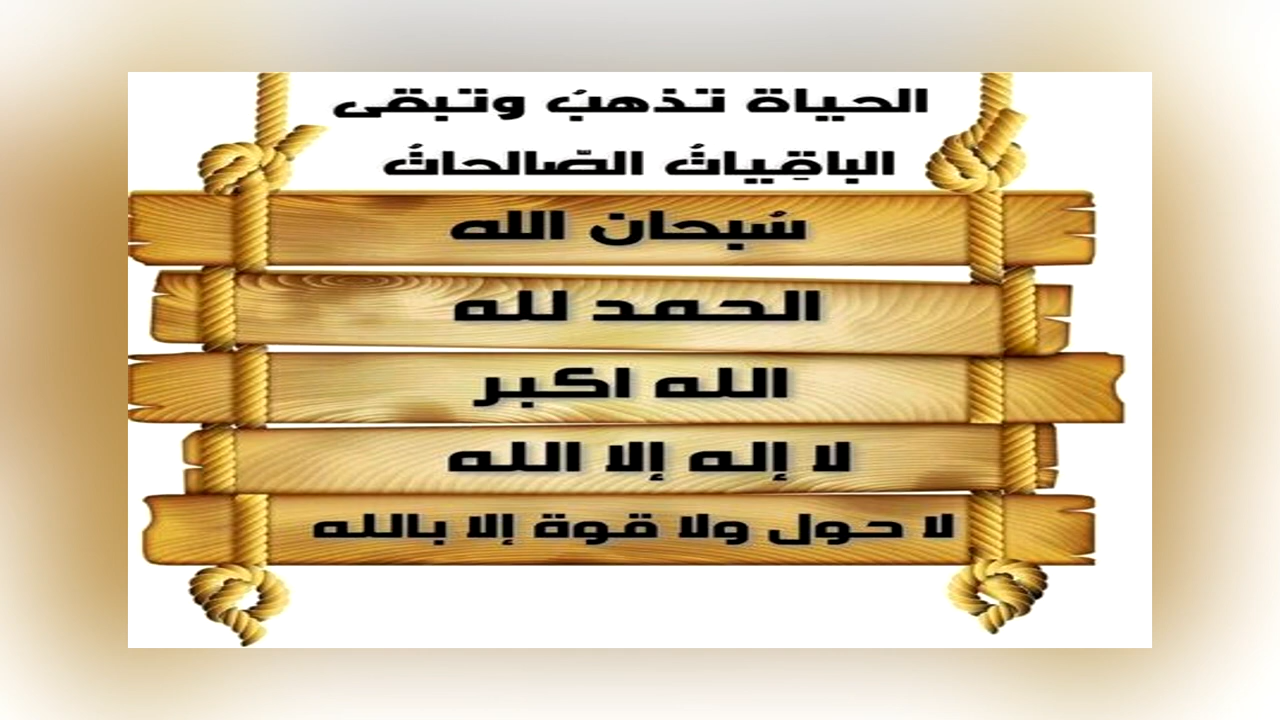 الحياة تذهبُ وتبقى
الباقِياتُ الصّالحاتُ
سُبحان الله
الحمد لله
الله اكبر
لا إله إلا الله
لا حول ولا قوة إلا بالله